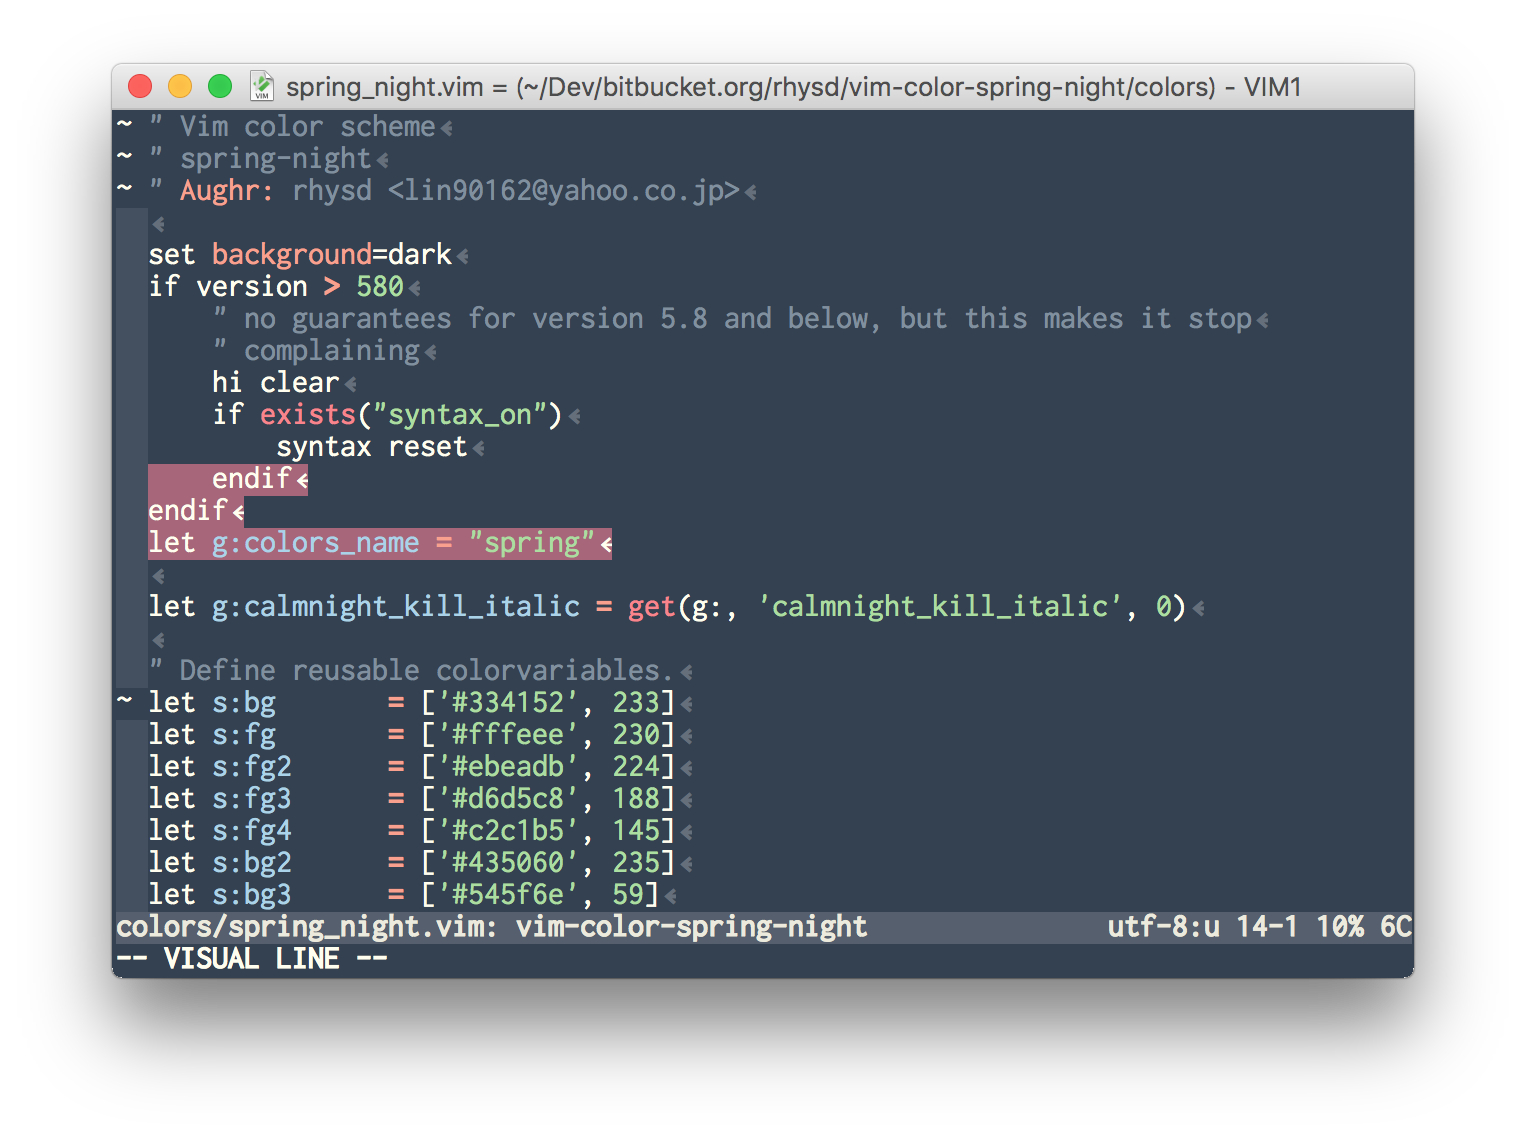 spring_night.vim = (~/Dev/bitbucket.org/rhysd/vim-color-spring-night/colors) - VIM1
~ " Vim color scheme
~ " spring-night
~ " Aughr: rhysd <lin90162@yahoo.co.jp>
set background=dark
if version > 580
    " no guarantees for version 5.8 and below, but this makes it stop
    " complaining
    hi clear
    if exists("syntax_on")
        syntax reset
    endif
endif
let g:colors_name = "spring"
let g:calmnight_kill_italic = get(g:, 'calmnight_kill_italic', 0)
" Define reusable colorvariables.
~ let s:bg       = ['#334152', 233]
let s:fg       = ['#fffeee', 230]
let s:fg2      = ['#ebeadb', 224]
let s:fg3      = ['#d6d5c8', 188]
let s:fg4      = ['#c2c1b5', 145]
let s:bg2      = ['#435060', 235]
let s:bg3      = ['#545f6e', 59]
colors/spring_night.vim: vim-color-spring-night utf-8:u 14-1 10% 6C
-- VISUAL LINE --